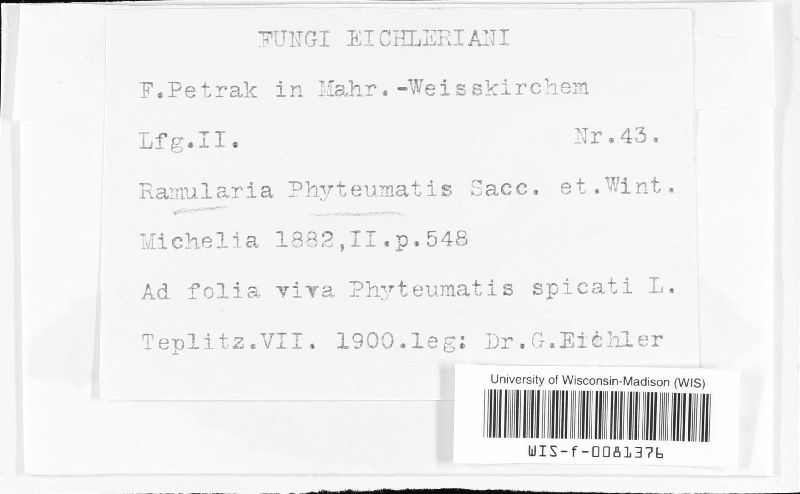 FUNGI EICHLERIANI
F.Petrak in Mahr.-Weisskirchem
Lfg.II. Nr.43.
Ramularia Phyteumatis Sacc. et.Wint.
Michelia 1882,II.p.548
Ad folia viva Phyteumatis spicati L.
Teplitz.VII. 1900.leg: Dr.G.Eichler
University of Wisconsin-Madison (WIS)
WIS-f-0081376